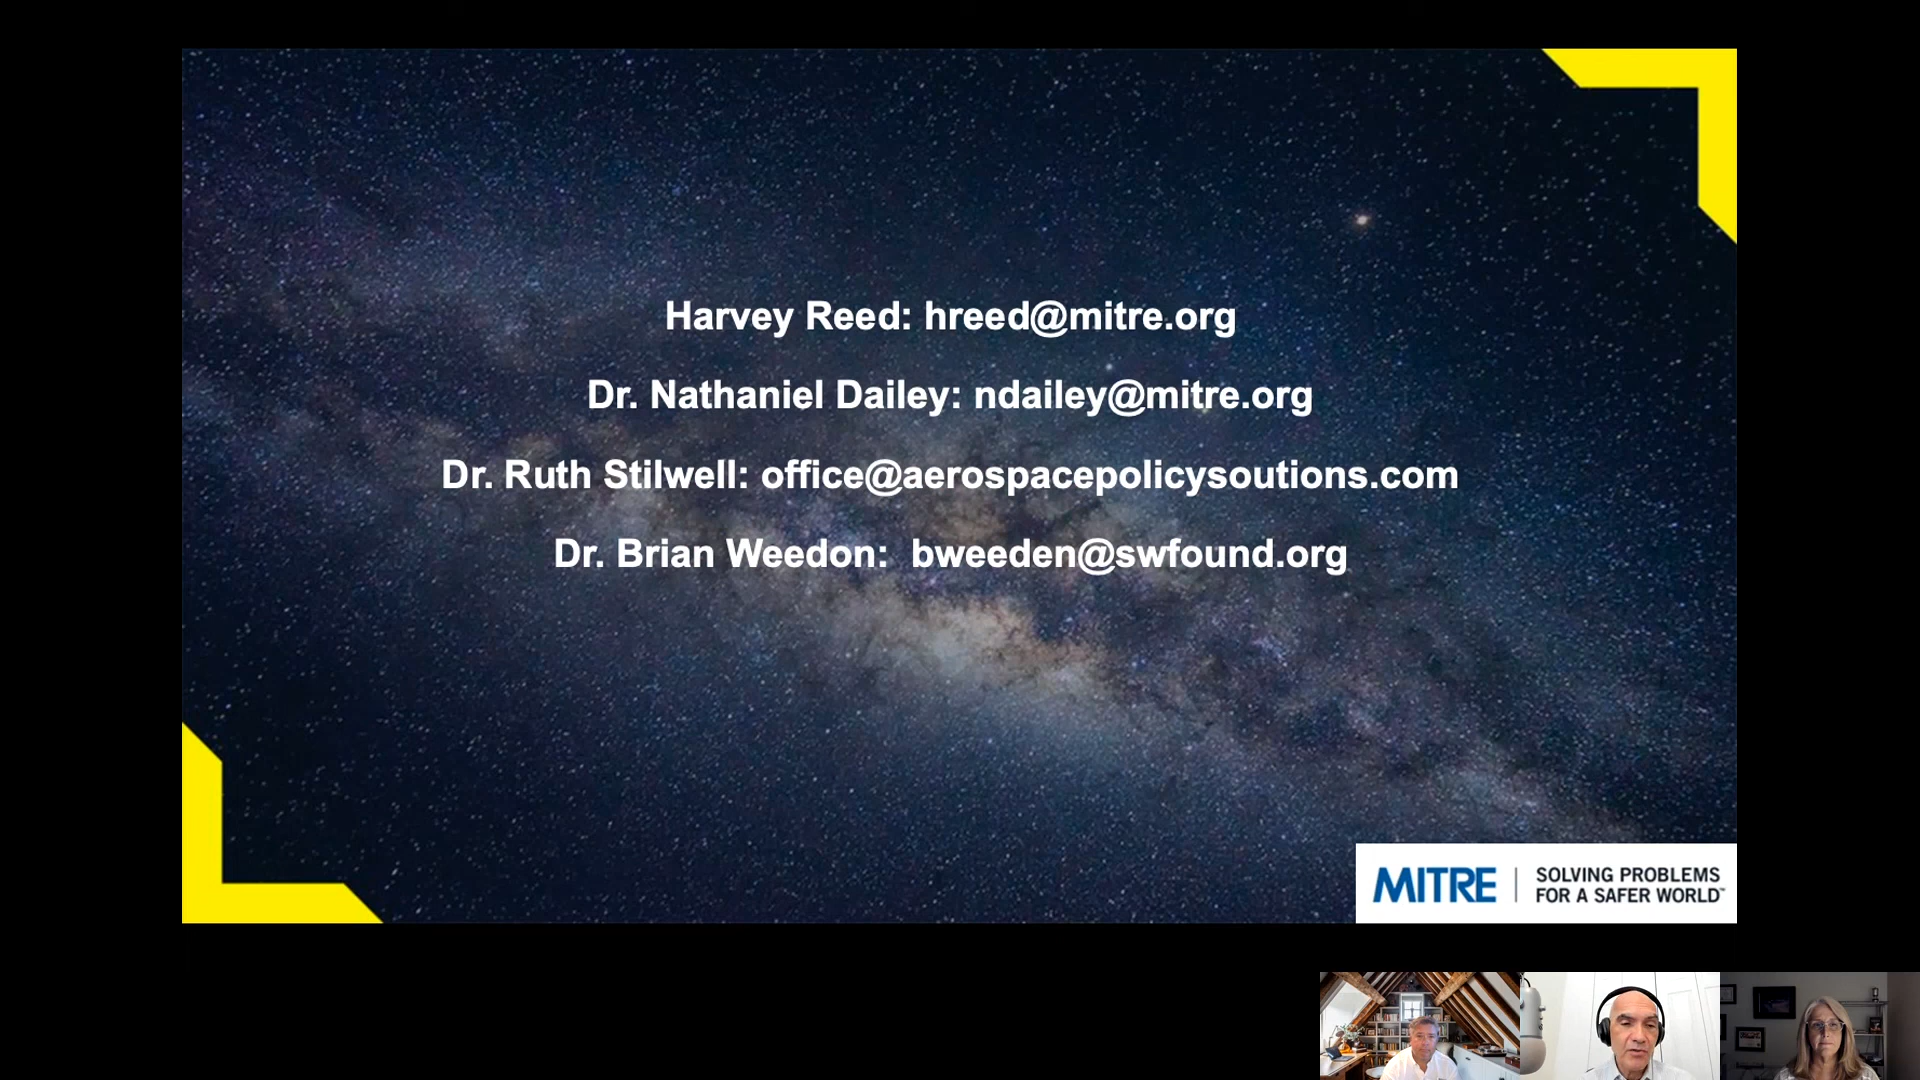 Harvey Reed: hreed@mitre.org
Dr. Nathaniel Dailey: ndailey@mitre.org
Dr. Ruth Stilwell: office@aerospacepolicysoutions.com
Dr. Brian Weedon: bweeden@swfound.org
MITRE | SOLVING PROBLEMS
FOR A SAFER WORLD™